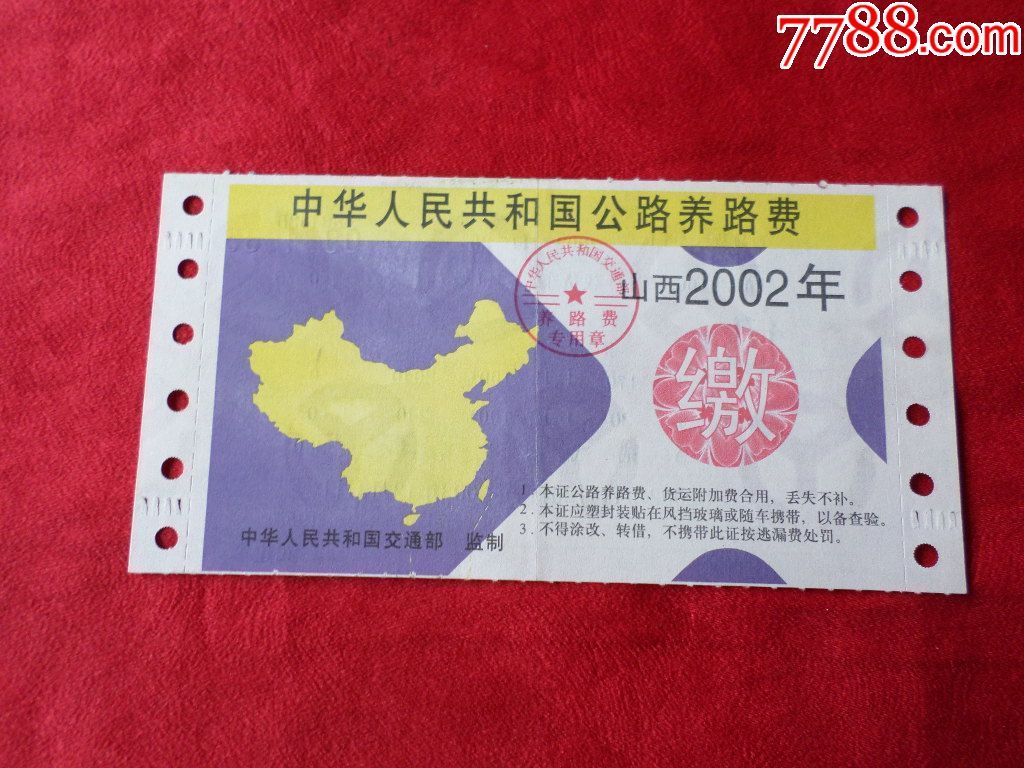 7788.com
中华人民共和国公路养路费
中华人民共和国交通部
养路费
专用章
山西2002年
缴
1.本证公路养路费、货运附加费合用，丢失不补。
2.本证应塑封装贴在风挡玻璃或随车携带，以备查验。
3.不得涂改、转借，不携带此证按逃漏费处罚。
中华人民共和国交通部 监制